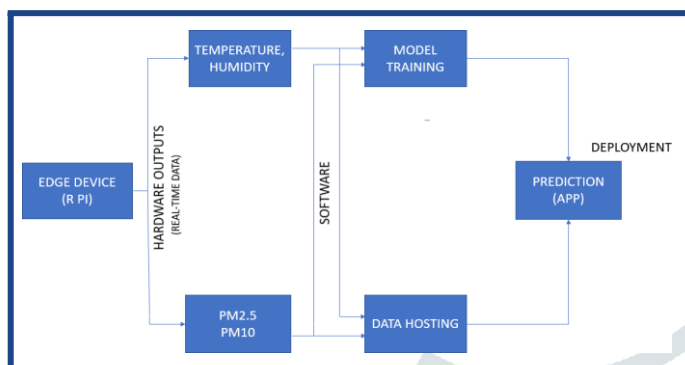 TEMPERATURE,
HUMIDITY
MODEL
TRAINING
DEPLOYMENT
EDGE DEVICE
(R PI)
HARDWARE OUTPUTS
(REAL-TIME DATA)
SOFTWARE
PREDICTION
(APP)
PM2.5
PM10
DATA HOSTING